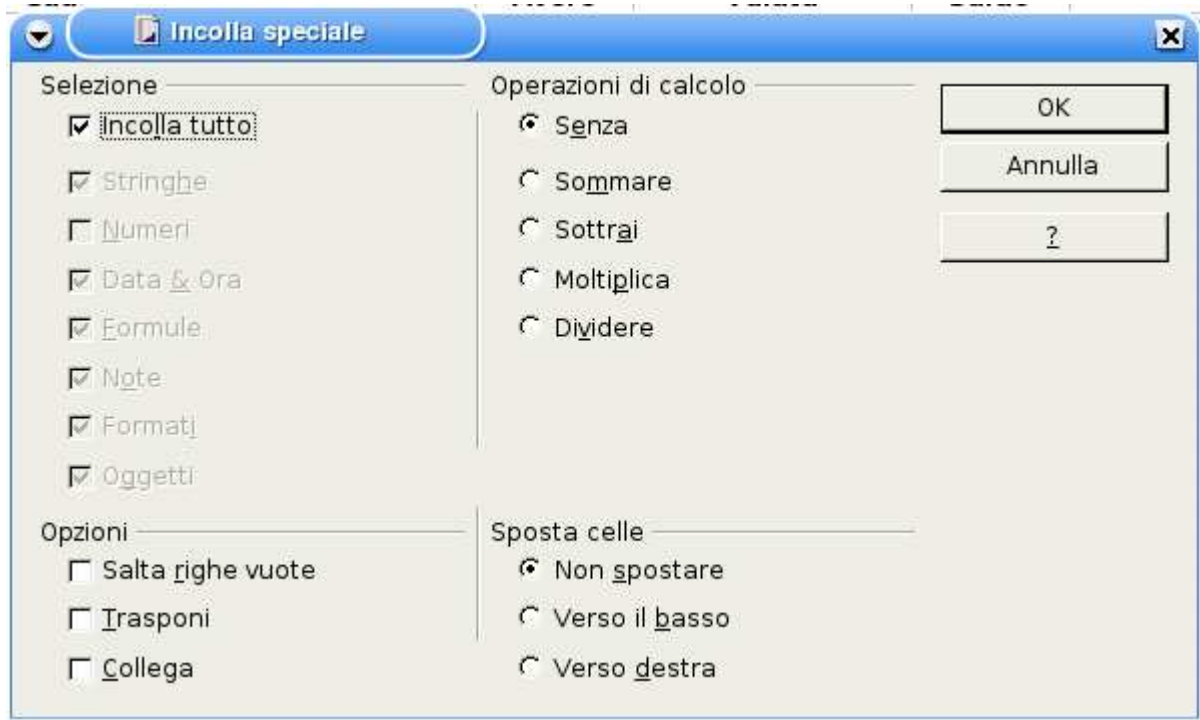 Incolla speciale
Selezione
Incolla tutto
Stringhe
Numeri
Data & Ora
Formule
Note
Formati
Oggetti
Operazioni di calcolo
Senza
Sommare
Sottrai
Moltiplica
Dividere
OK
Annulla
?
Opzioni
Salta righe vuote
Trasponi
Collega
Sposta celle
Non spostare
Verso il basso
Verso destra